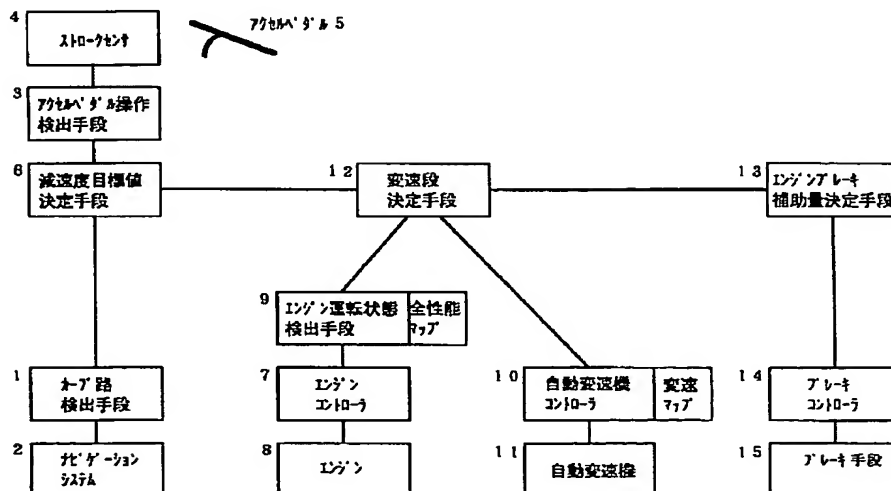 4
ストロークセンサ
アクセルペダル 5
3
アクセルペダル操作
検出手段
6
減速度目標値
決定手段
12
変速段
決定手段
13
エンジンブレーキ
補助量決定手段
9
エンジン運転状態
検出手段
全性能
マップ
1
カーブ路
検出手段
7
エンジン
コントローラ
10
自動変速機
コントローラ
変速
マップ
14
ブレーキ
コントローラ
2
ナビゲーション
システム
8
エンジン
11
自動変速機
15
ブレーキ手段